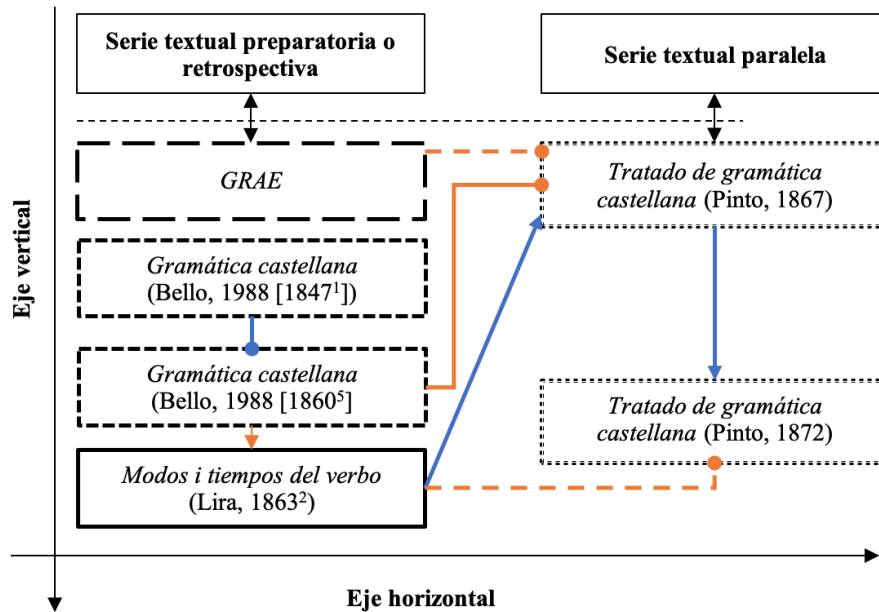 Serie textual preparatoria o
retrospectiva
Serie textual paralela
GRAE
Tratado de gramática
castellana (Pinto, 1867)
Gramática castellana
(Bello, 1988 [1847¹])
Gramática castellana
(Bello, 1988 [1860⁵]
Tratado de gramática
castellana (Pinto, 1872)
Modos i tiempos del verbo
(Lira, 1863²)
Eje vertical
Eje horizontal